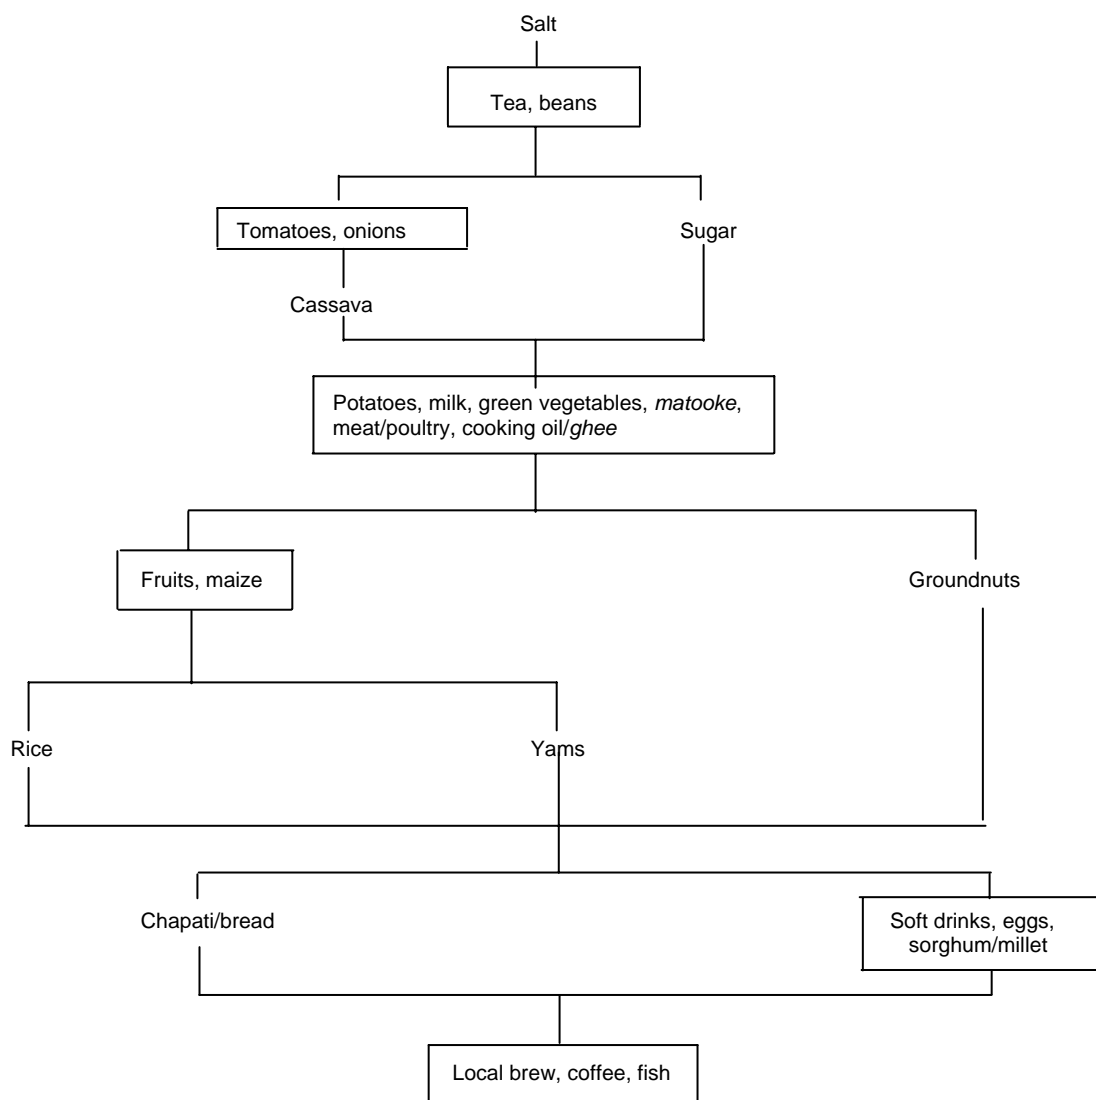 Salt
Tea, beans
Tomatoes, onions
Sugar
Cassava
Potatoes, milk, green vegetables, matooke,
meat/poultry, cooking oil/ghee
Fruits, maize
Groundnuts
Rice
Yams
Chapati/bread
Soft drinks, eggs,
sorghum/millet
Local brew, coffee, fish